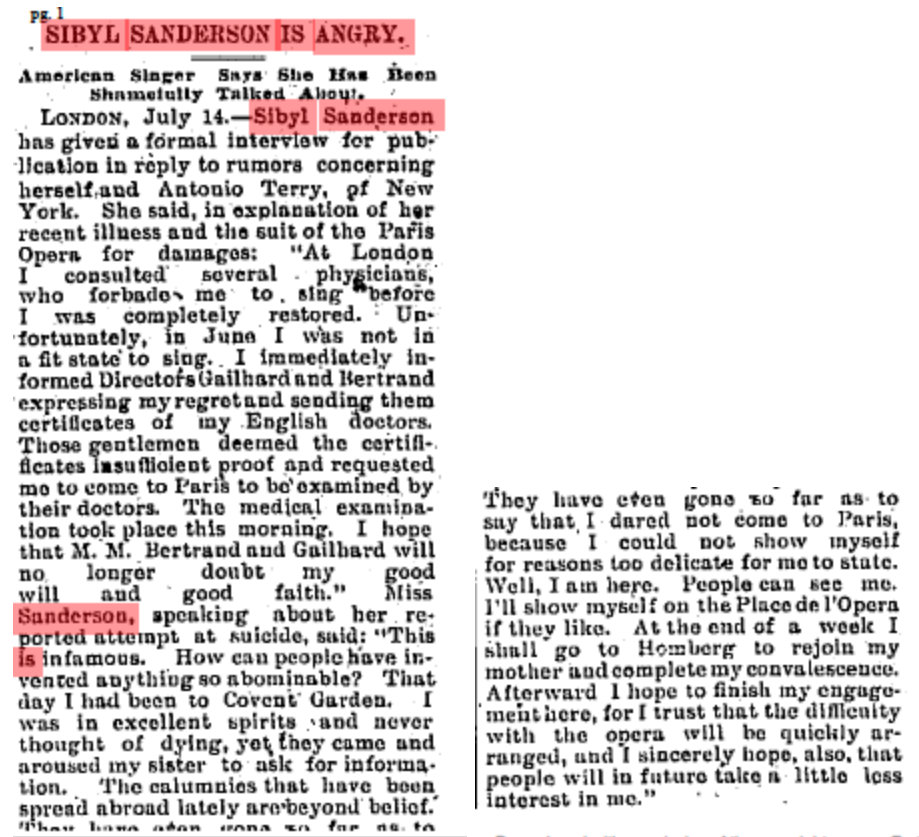 pg. 1
SIBYL SANDERSON IS ANGRY.
American Singer Says She Has Been
Shamefully Talked About.
LONDON, July 14.—Sibyl Sanderson
has given a formal interview for pub-
lication in reply to rumors concerning
herself and Antonio Terry, of New
York. She said, in explanation of her
recent illness and the suit of the Paris
Opera for damages: "At London
I consulted several physicians,
who forbade me to sing before
I was completely restored. Un-
fortunately, in June I was not in
a fit state to sing. I immediately in-
formed Directors Gailhard and Bertrand
expressing my regret and sending them
certificates of my English doctors.
Those gentlemen deemed the certifi-
ficates insufficient proof and requested
me to come to Paris to be examined by
their doctors. The medical examina-
tion took place this morning. I hope
that M. M. Bertrand and Gailhard will
no longer doubt my good
will and good faith." Miss
Sanderson, speaking about her re-
ported attempt at suicide, said: "This
is infamous. How can people have in-
vented anything so abominable? That
day I had been to Covent Garden. I
was in excellent spirits and never
thought of dying, yet they came and
aroused my sister to ask for informa-
tion. The calumnies that have been
spread abroad lately are beyond belief.
They have even gone so far as to
They have even gone so far as to
say that I dared not come to Paris,
because I could not show myself
for reasons too delicate for me to state.
Well, I am here. People can see me.
I'll show myself on the Place de l'Opera
if they like. At the end of a week I
shall go to Homberg to rejoin my
mother and complete my convalescence.
Afterward I hope to finish my engage-
ment here, for I trust that the difficulty
with the opera will be quickly ar-
ranged, and I sincerely hope, also, that
people will in future take a little less
interest in me."